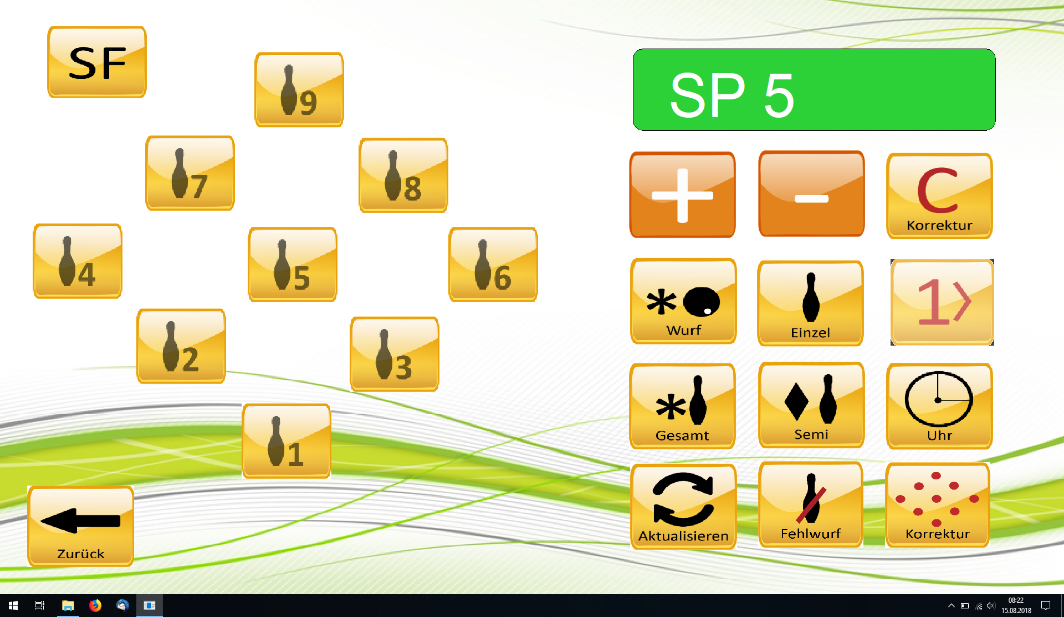 SF
SP 5
9
7
8
4
5
6
2
3
1
+
-
C
Korrektur
*
Wurf
Einzel
1>
*
Gesamt
Semi
Uhr
Aktualisieren
Fehlwurf
Korrektur
Zurück
08:22
15.08.2018